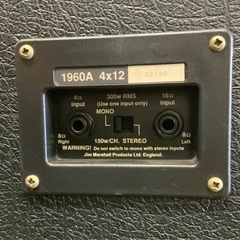 1960A 4x12
4Ω Input
300w RMS
(Use one input only)
16Ω Input
MONO
8Ω Right
8Ω Left
150w/CH. STEREO
WARNING! Do not switch to mono with stereo inputs
Jim Marshall Products Ltd. England.